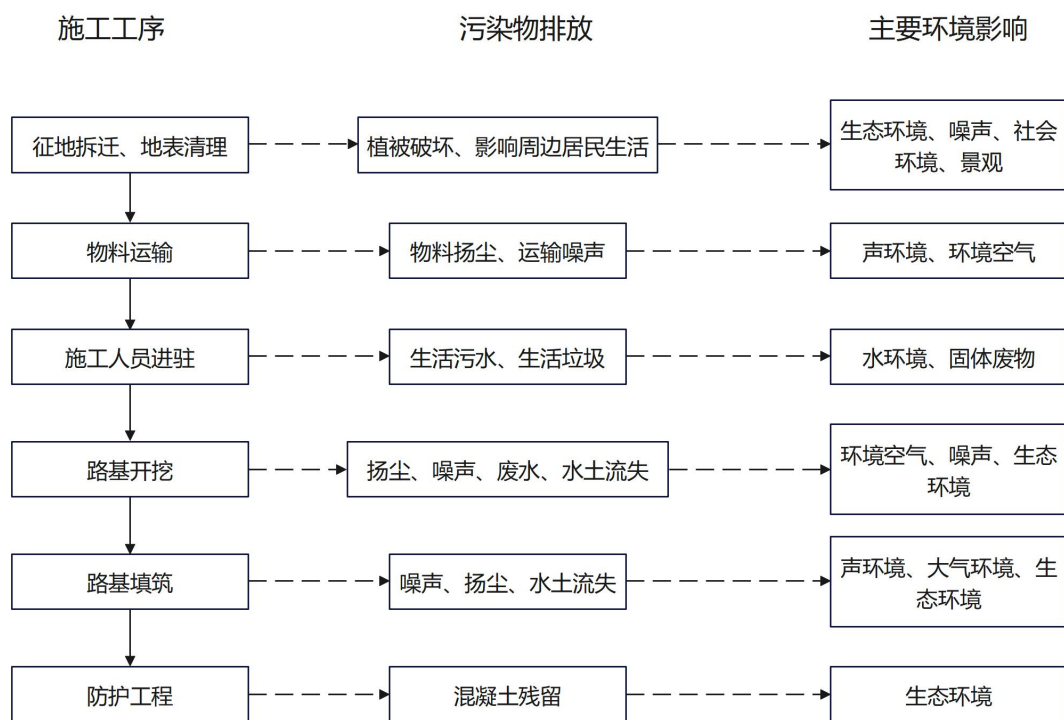 施工工序 污染物排放 主要环境影响
征地拆迁、地表清理 植被破坏、影响周边居民生活 生态环境、噪声、社会
环境、景观
物料运输 物料扬尘、运输噪声 声环境、环境空气
施工人员进驻 生活污水、生活垃圾 水环境、固体废物
路基开挖 扬尘、噪声、废水、水土流失 环境空气、噪声、生态
环境
路基填筑 噪声、扬尘、水土流失 声环境、大气环境、生
态环境
防护工程 混凝土残留 生态环境